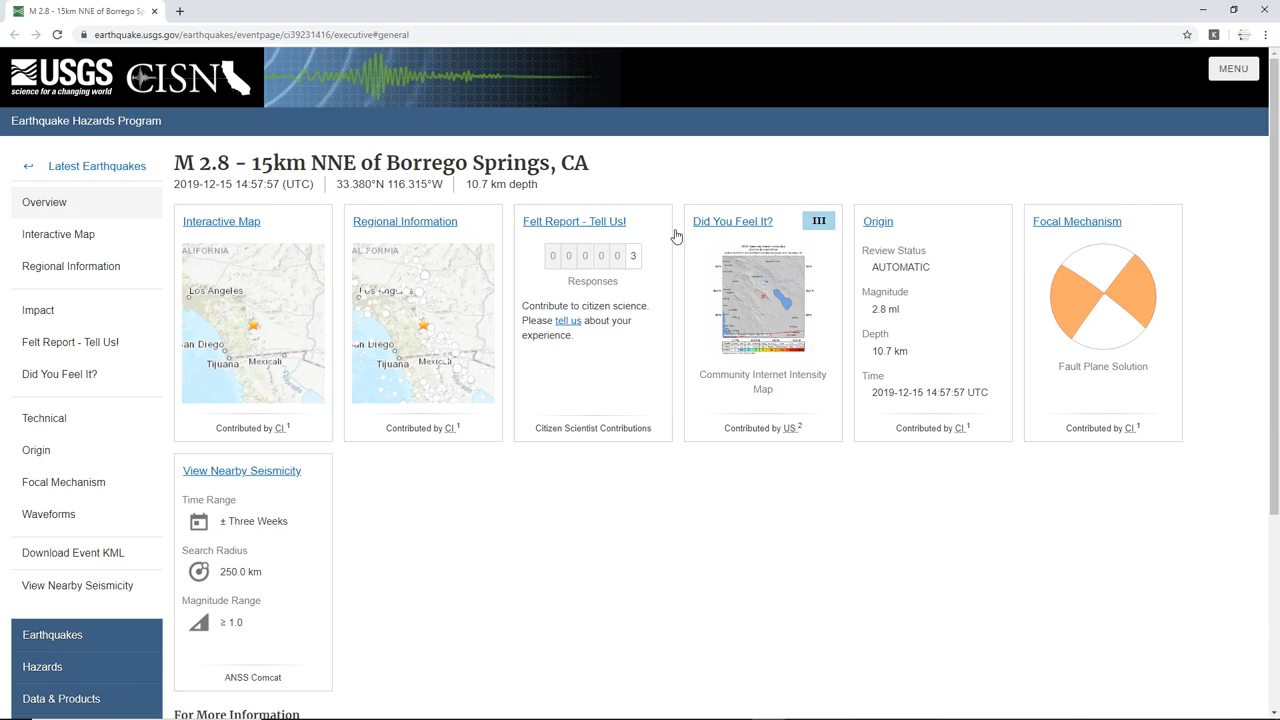 M 2.8 - 15km NNE of Borrego Sp
earthquake.usgs.gov/earthquakes/eventpage/ci39231416/executive#general
K
USGS
science for a changing world
CISN
MENU
Earthquake Hazards Program
Latest Earthquakes
Overview
Interactive Map
Regional Information
Impact
Felt Report - Tell Us!
Did You Feel It?
Technical
Origin
Focal Mechanism
Waveforms
Download Event KML
View Nearby Seismicity
Earthquakes
Hazards
Data & Products
M 2.8 - 15km NNE of Borrego Springs, CA
2019-12-15 14:57:57 (UTC) 33.380°N 116.315°W 10.7 km depth
Interactive Map
ALIFORNIA
Los Angeles
San Diego
Tijuana Mexicali
Contributed by CI 1
Regional Information
Los Angeles
San Diego
Tijuana Mexicali
Contributed by CI 1
Felt Report - Tell Us!
0 0 0 0 0 3
Responses
Contribute to citizen science.
Please tell us about your
experience.
Citizen Scientist Contributions
Did You Feel It? III
Community Internet Intensity
Map
Contributed by US 2
Origin
Review Status
AUTOMATIC
Magnitude
2.8 ml
Depth
10.7 km
Time
2019-12-15 14:57:57 UTC
Contributed by CI 1
Focal Mechanism
Fault Plane Solution
Contributed by CI 1
View Nearby Seismicity
Time Range
± Three Weeks
Search Radius
250.0 km
Magnitude Range
≥ 1.0
ANSS Comcat
For More Information